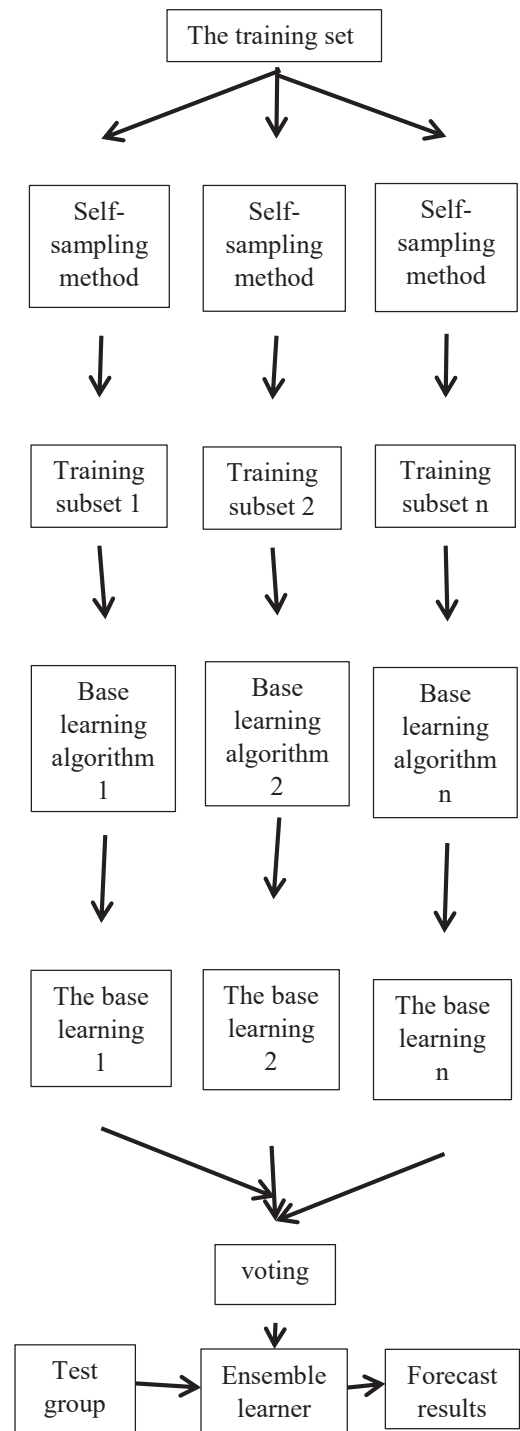 The training set
Self-
sampling
method
Self-
sampling
method
Self-
sampling
method
Training
subset 1
Training
subset 2
Training
subset n
Base
learning
algorithm
1
Base
learning
algorithm
2
Base
learning
algorithm
n
The base
learning
1
The base
learning
2
The base
learning
n
voting
Test
group
Ensemble
learner
Forecast
results